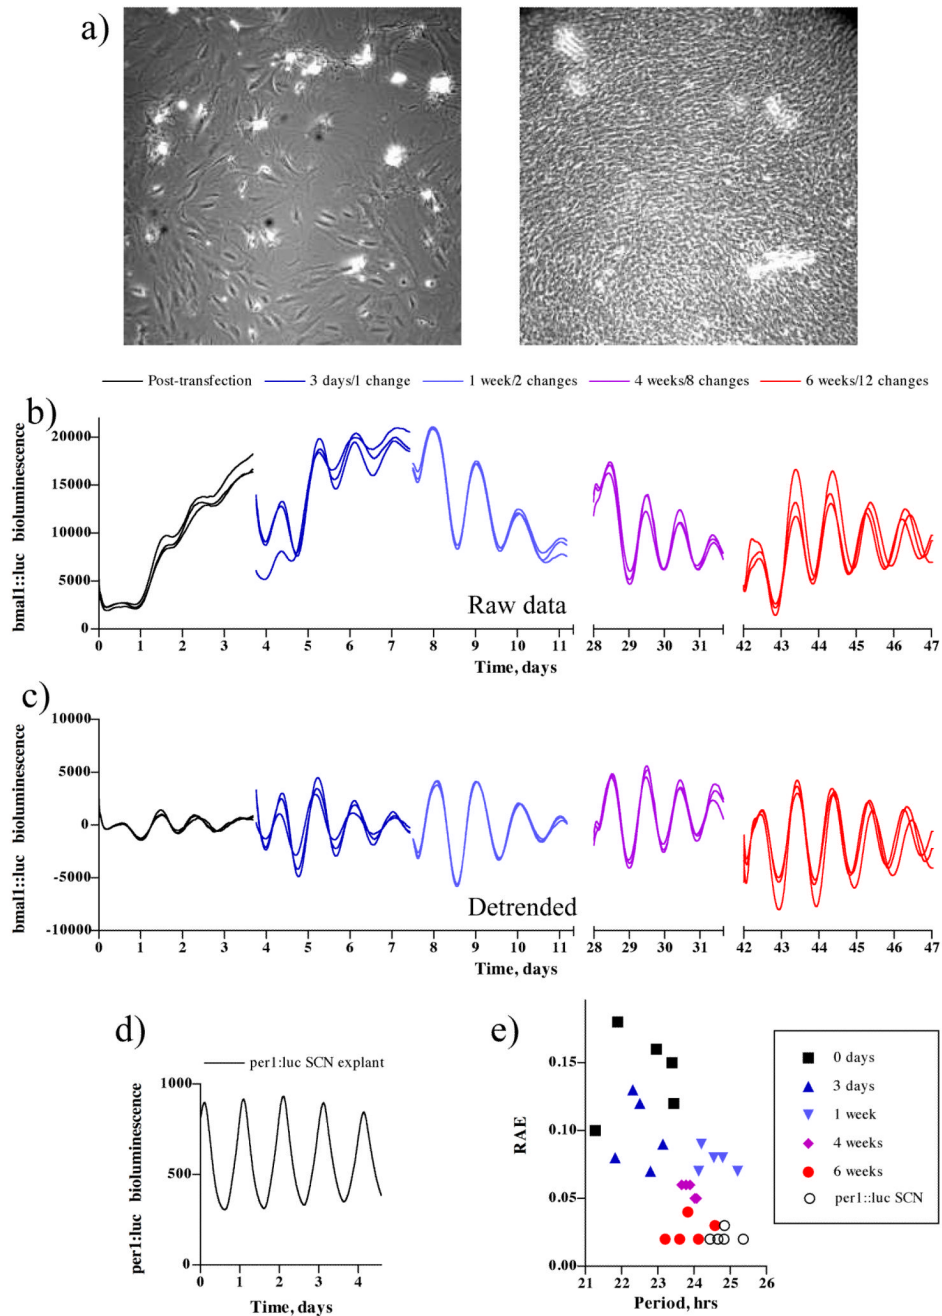 a)
Post-transfection 3 days/1 change 1 week/2 changes 4 weeks/8 changes 6 weeks/12 changes
b)
bmal1::luc bioluminescence
20000
15000
10000
5000
0
Raw data
0 1 2 3 4 5 6 7 8 9 10 11 28 29 30 31 42 43 44 45 46 47
Time, days
c)
bmal1::luc bioluminescence
10000
5000
0
-5000
-10000
Detrended
0 1 2 3 4 5 6 7 8 9 10 11 28 29 30 31 42 43 44 45 46 47
Time, days
d)
per1:luc SCN explant
per1:luc bioluminescence
1000
500
0
0 1 2 3 4
Time, days
e)
RAE
0.15
0.10
0.05
0.00
21 22 23 24 25 26
Period, hrs
0 days
3 days
1 week
4 weeks
6 weeks
per1::luc SCN